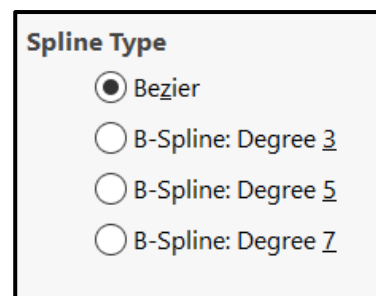 Spline Type
Bezier
B-Spline: Degree 3
B-Spline: Degree 5
B-Spline: Degree 7